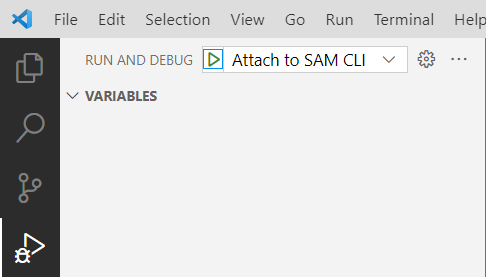 File Edit Selection View Go Run Terminal Help
RUN AND DEBUG Attach to SAM CLI ...
VARIABLES